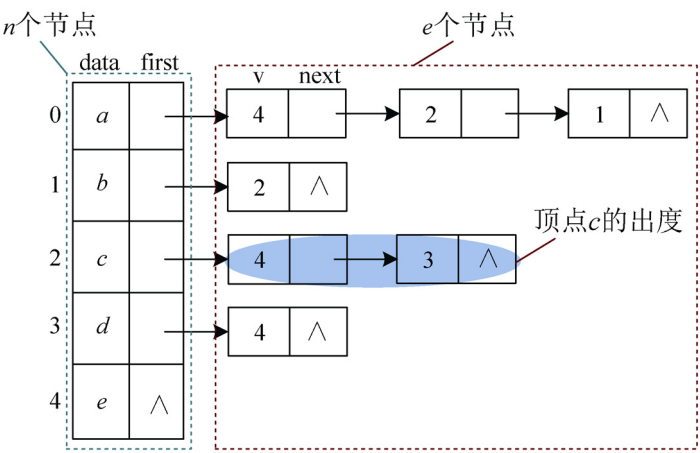 n个节点
e个节点
data first
v next
0 a 4 2 1 ∧
1 b 2 ∧
顶点c的出度
2 c 4 3 ∧
3 d 4 ∧
4 e ∧